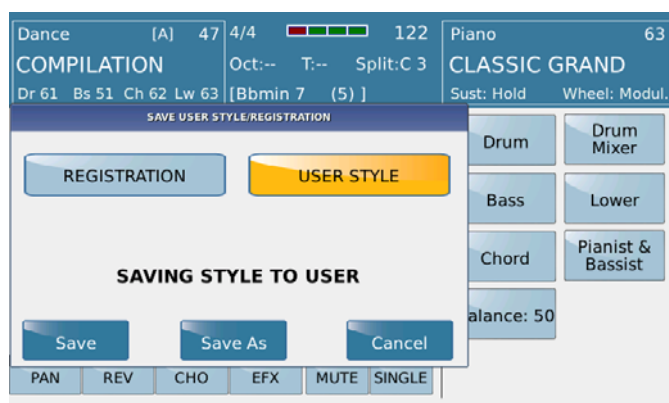 Dance [A] 47
COMPILATION
Dr 61 Bs 51 Ch 62 Lw 63
4/4 122
Oct:-- T:-- Split:C 3
[Bbmin 7 (5) ]
Piano 63
CLASSIC GRAND
Sust: Hold Wheel: Modul.
SAVE USER STYLE/REGISTRATION
REGISTRATION
USER STYLE
SAVING STYLE TO USER
Save
Save As
Cancel
Drum
Drum
Mixer
Bass
Lower
Chord
Pianist &
Bassist
alance: 50
PAN
REV
CHO
EFX
MUTE
SINGLE